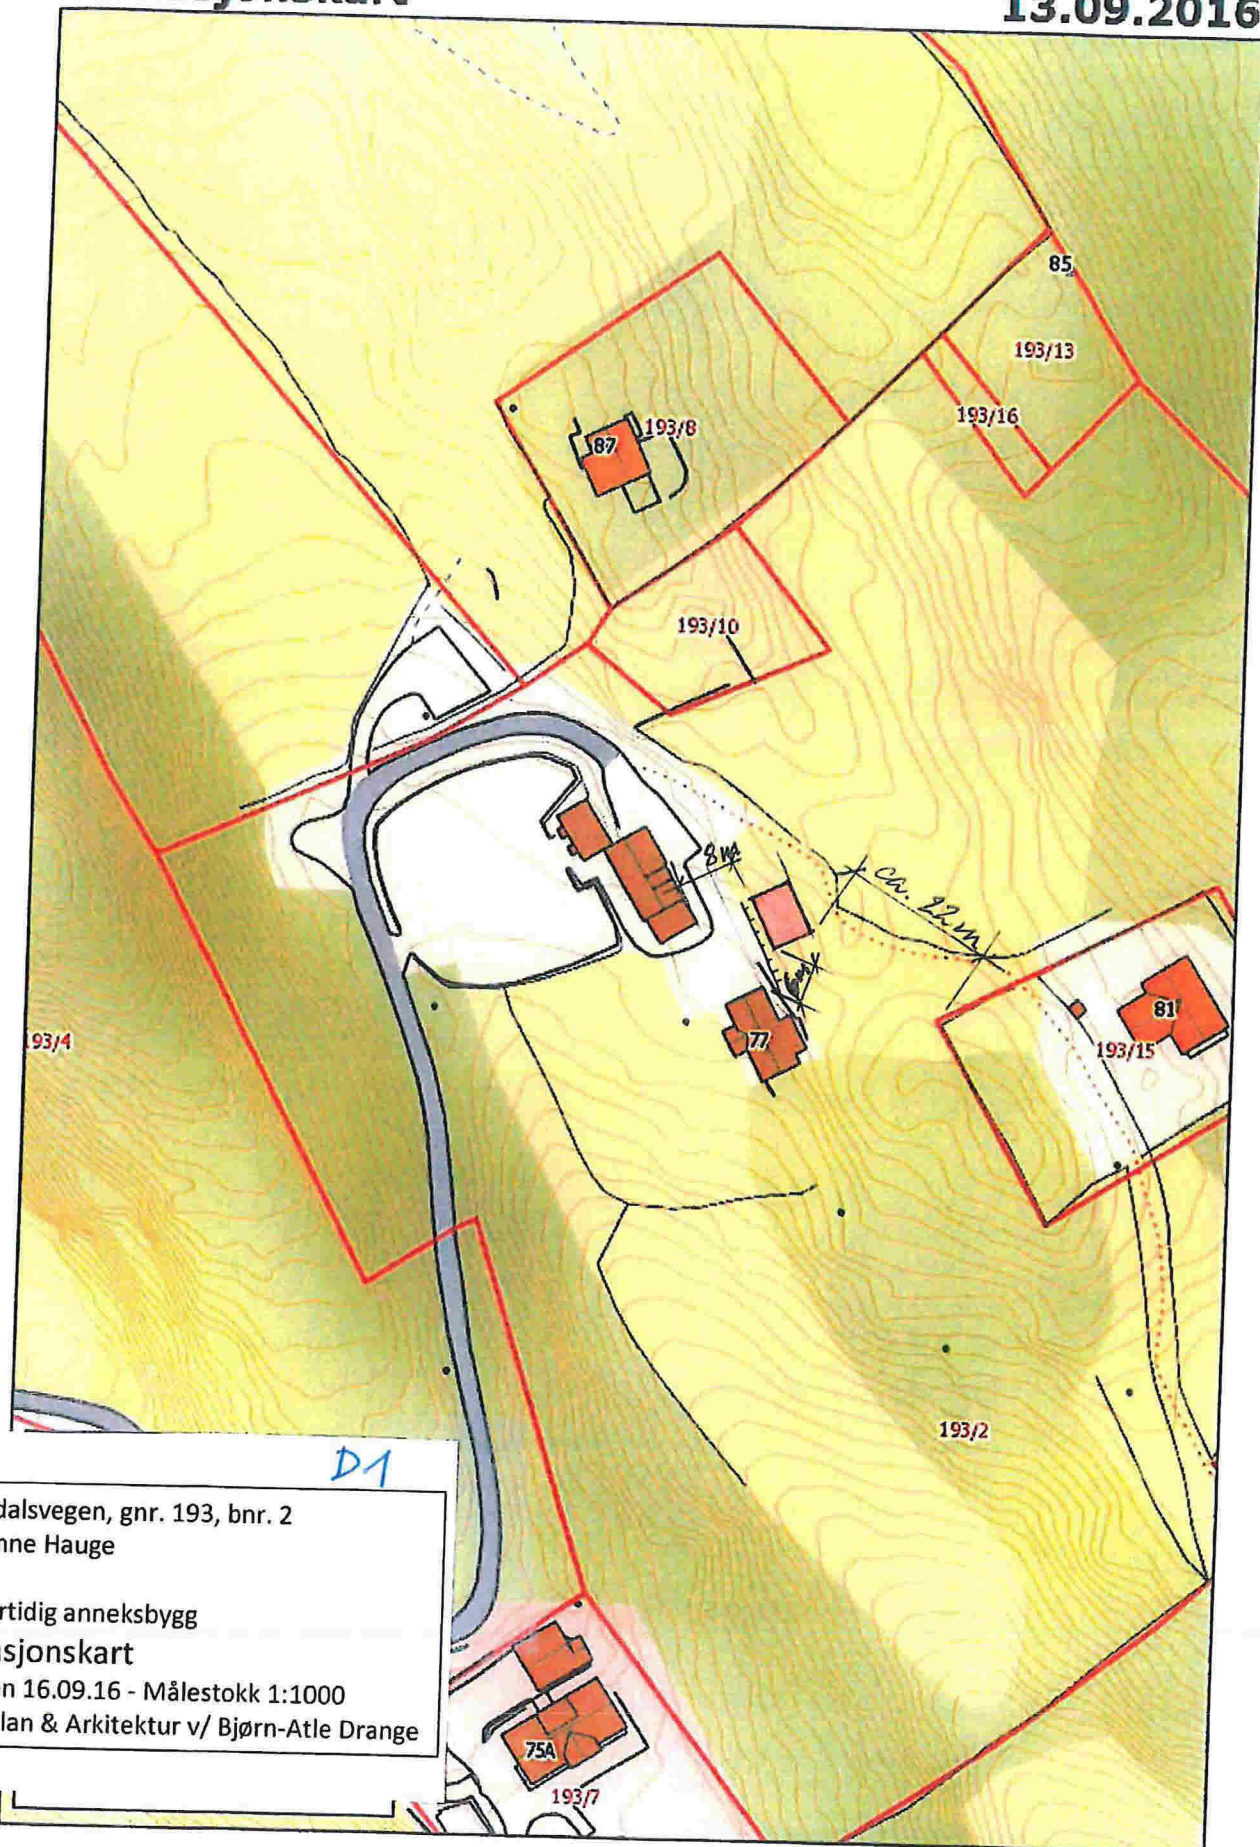 13.09.2016
85
193/13
193/16
193/8
87
193/10
8m
ca. 22m
6m
81
193/15
77
93/4
193/2
D1
dalsvegen, gnr. 193, bnr. 2
nne Hauge
rtidig anneksbygg
sjonskart
n 16.09.16 - Målestokk 1:1000
lan & Arkitektur v/ Bjørn-Atle Drange
75A
193/7